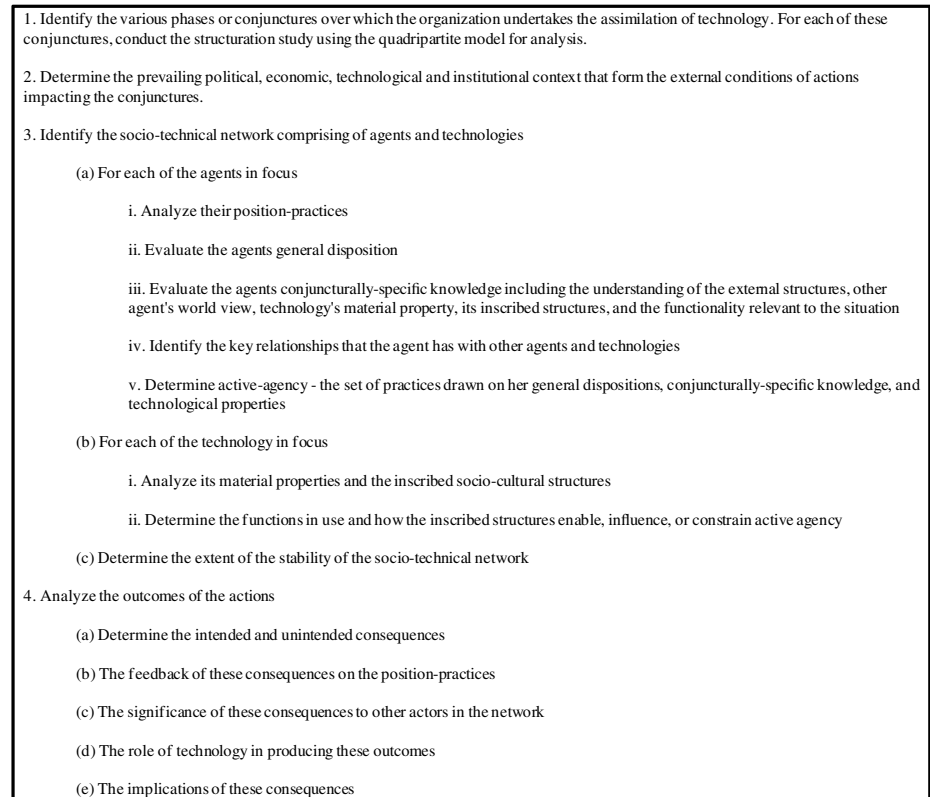 1. Identify the various phases or conjunctures over which the organization undertakes the assimilation of technology. For each of these
conjunctures, conduct the structuration study using the quadripartite model for analysis.
2. Determine the prevailing political, economic, technological and institutional context that form the external conditions of actions
impacting the conjunctures.
3. Identify the socio-technical network comprising of agents and technologies
(a) For each of the agents in focus
i. Analyze their position-practices
ii. Evaluate the agents general disposition
iii. Evaluate the agents conjuncturally-specific knowledge including the understanding of the external structures, other
agent's world view, technology's material property, its inscribed structures, and the functionality relevant to the situation
iv. Identify the key relationships that the agent has with other agents and technologies
v. Determine active-agency - the set of practices drawn on her general dispositions, conjuncturally-specific knowledge, and
technological properties
(b) For each of the technology in focus
i. Analyze its material properties and the inscribed socio-cultural structures
ii. Determine the functions in use and how the inscribed structures enable, influence, or constrain active agency
(c) Determine the extent of the stability of the socio-technical network
4. Analyze the outcomes of the actions
(a) Determine the intended and unintended consequences
(b) The feedback of these consequences on the position-practices
(c) The significance of these consequences to other actors in the network
(d) The role of technology in producing these outcomes
(e) The implications of these consequences